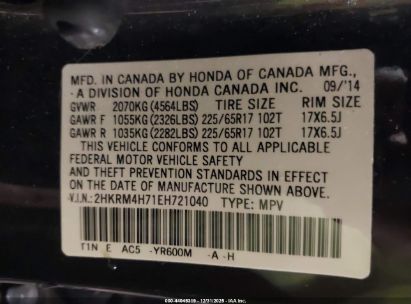 MFD. IN CANADA BY HONDA OF CANADA MFG.,
A DIVISION OF HONDA CANADA INC. 09/'14
GVWR 2070KG (4564LBS) TIRE SIZE RIM SIZE
GAWR F 1055KG (2326LBS) 225/65R17 102T 17X6.5J
GAWR R 1035KG (2282LBS) 225/65R17 102T 17X6.5J
THIS VEHICLE CONFORMS TO ALL APPLICABLE
FEDERAL MOTOR VEHICLE SAFETY
AND THEFT PREVENTION STANDARDS IN EFFECT
ON THE DATE OF MANUFACTURE SHOWN ABOVE.
V.I.N.: 2HKRM4H71EH721040 TYPE: MPV
T1N E AC5 -YR600M -A-H